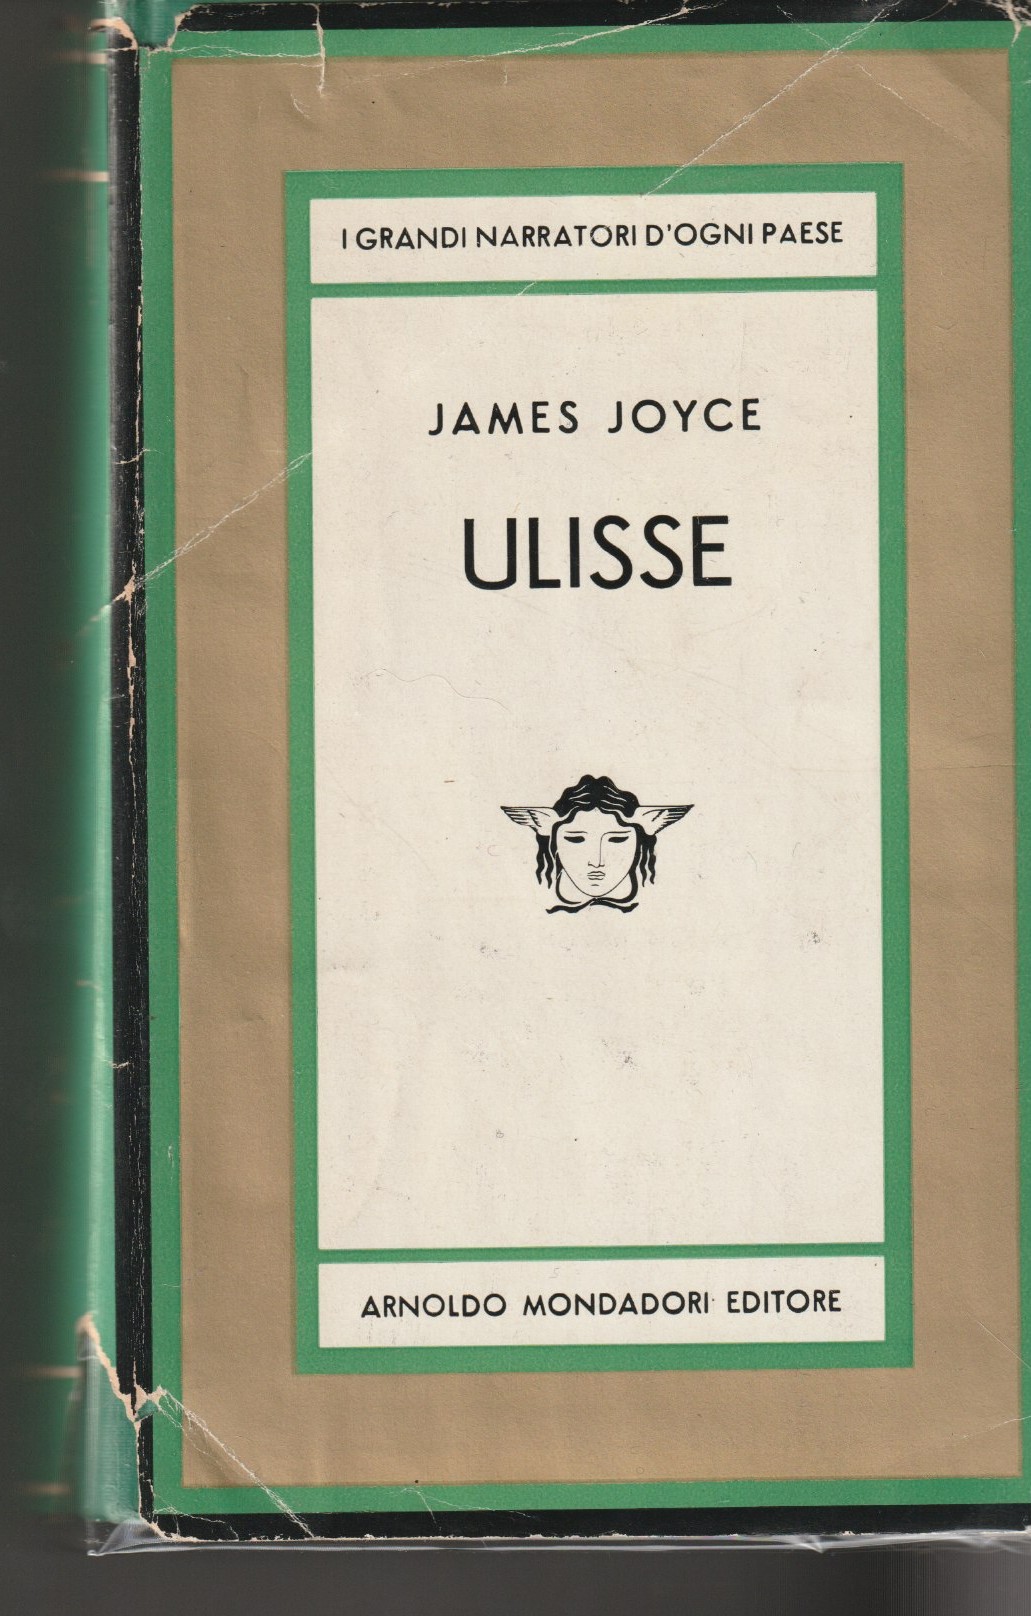 I GRANDI NARRATORI D'OGNI PAESE
JAMES JOYCE
ULISSE
ARNOLDO MONDADORI EDITORE